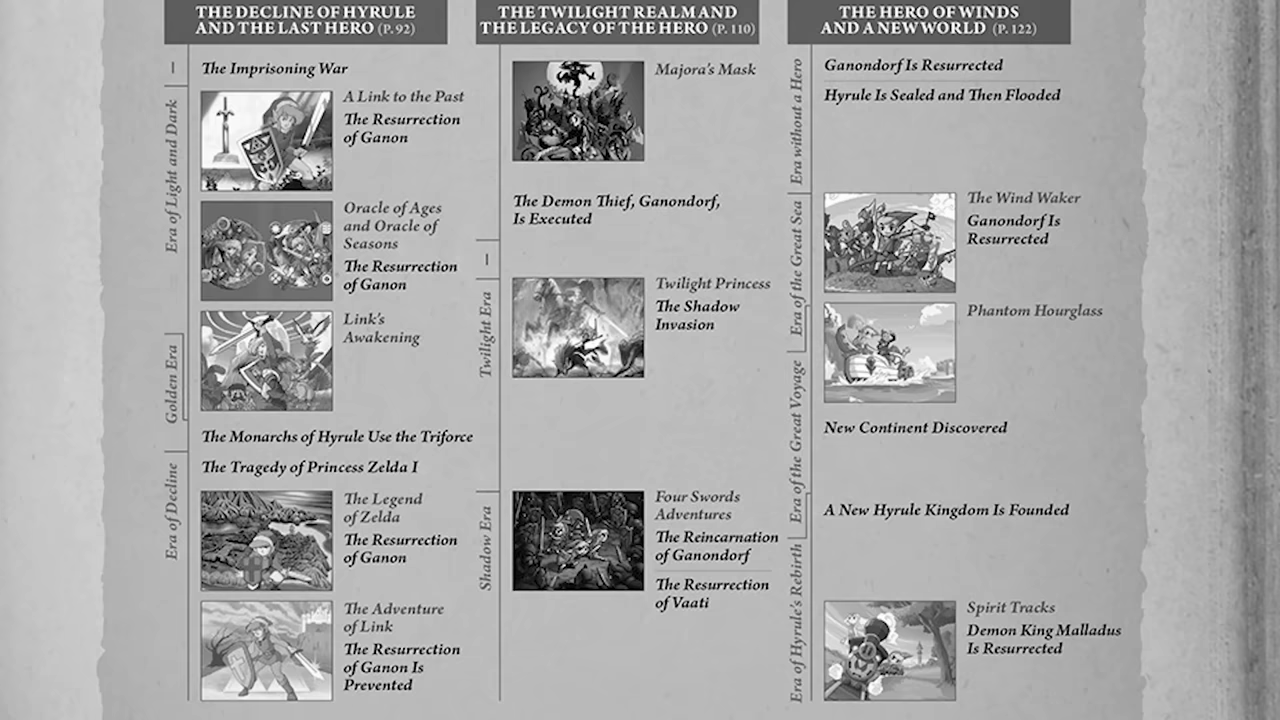 THE DECLINE OF HYRULE
AND THE LAST HERO (P. 92)
I
Era of Light and Dark
Golden Era
Era of Decline
The Imprisoning War
A Link to the Past
The Resurrection
of Ganon
Oracle of Ages
and Oracle of
Seasons
The Resurrection
of Ganon
Link's
Awakening
The Monarchs of Hyrule Use the Triforce
The Tragedy of Princess Zelda I
The Legend
of Zelda
The Resurrection
of Ganon
The Adventure
of Link
The Resurrection
of Ganon Is
Prevented
THE TWILIGHT REALM AND
THE LEGACY OF THE HERO (P. 110)
I
Twilight Era
Shadow Era
Majora's Mask
The Demon Thief, Ganondorf,
Is Executed
Twilight Princess
The Shadow
Invasion
Four Swords
Adventures
The Reincarnation
of Ganondorf
The Resurrection
of Vaati
THE HERO OF WINDS
AND A NEW WORLD (P. 122)
Era without a Hero
Era of the Great Sea
Era of the Great Voyage
Era of Hyrule's Rebirth
Ganondorf Is Resurrected
Hyrule Is Sealed and Then Flooded
The Wind Waker
Ganondorf Is
Resurrected
Phantom Hourglass
New Continent Discovered
A New Hyrule Kingdom Is Founded
Spirit Tracks
Demon King Malladus
Is Resurrected